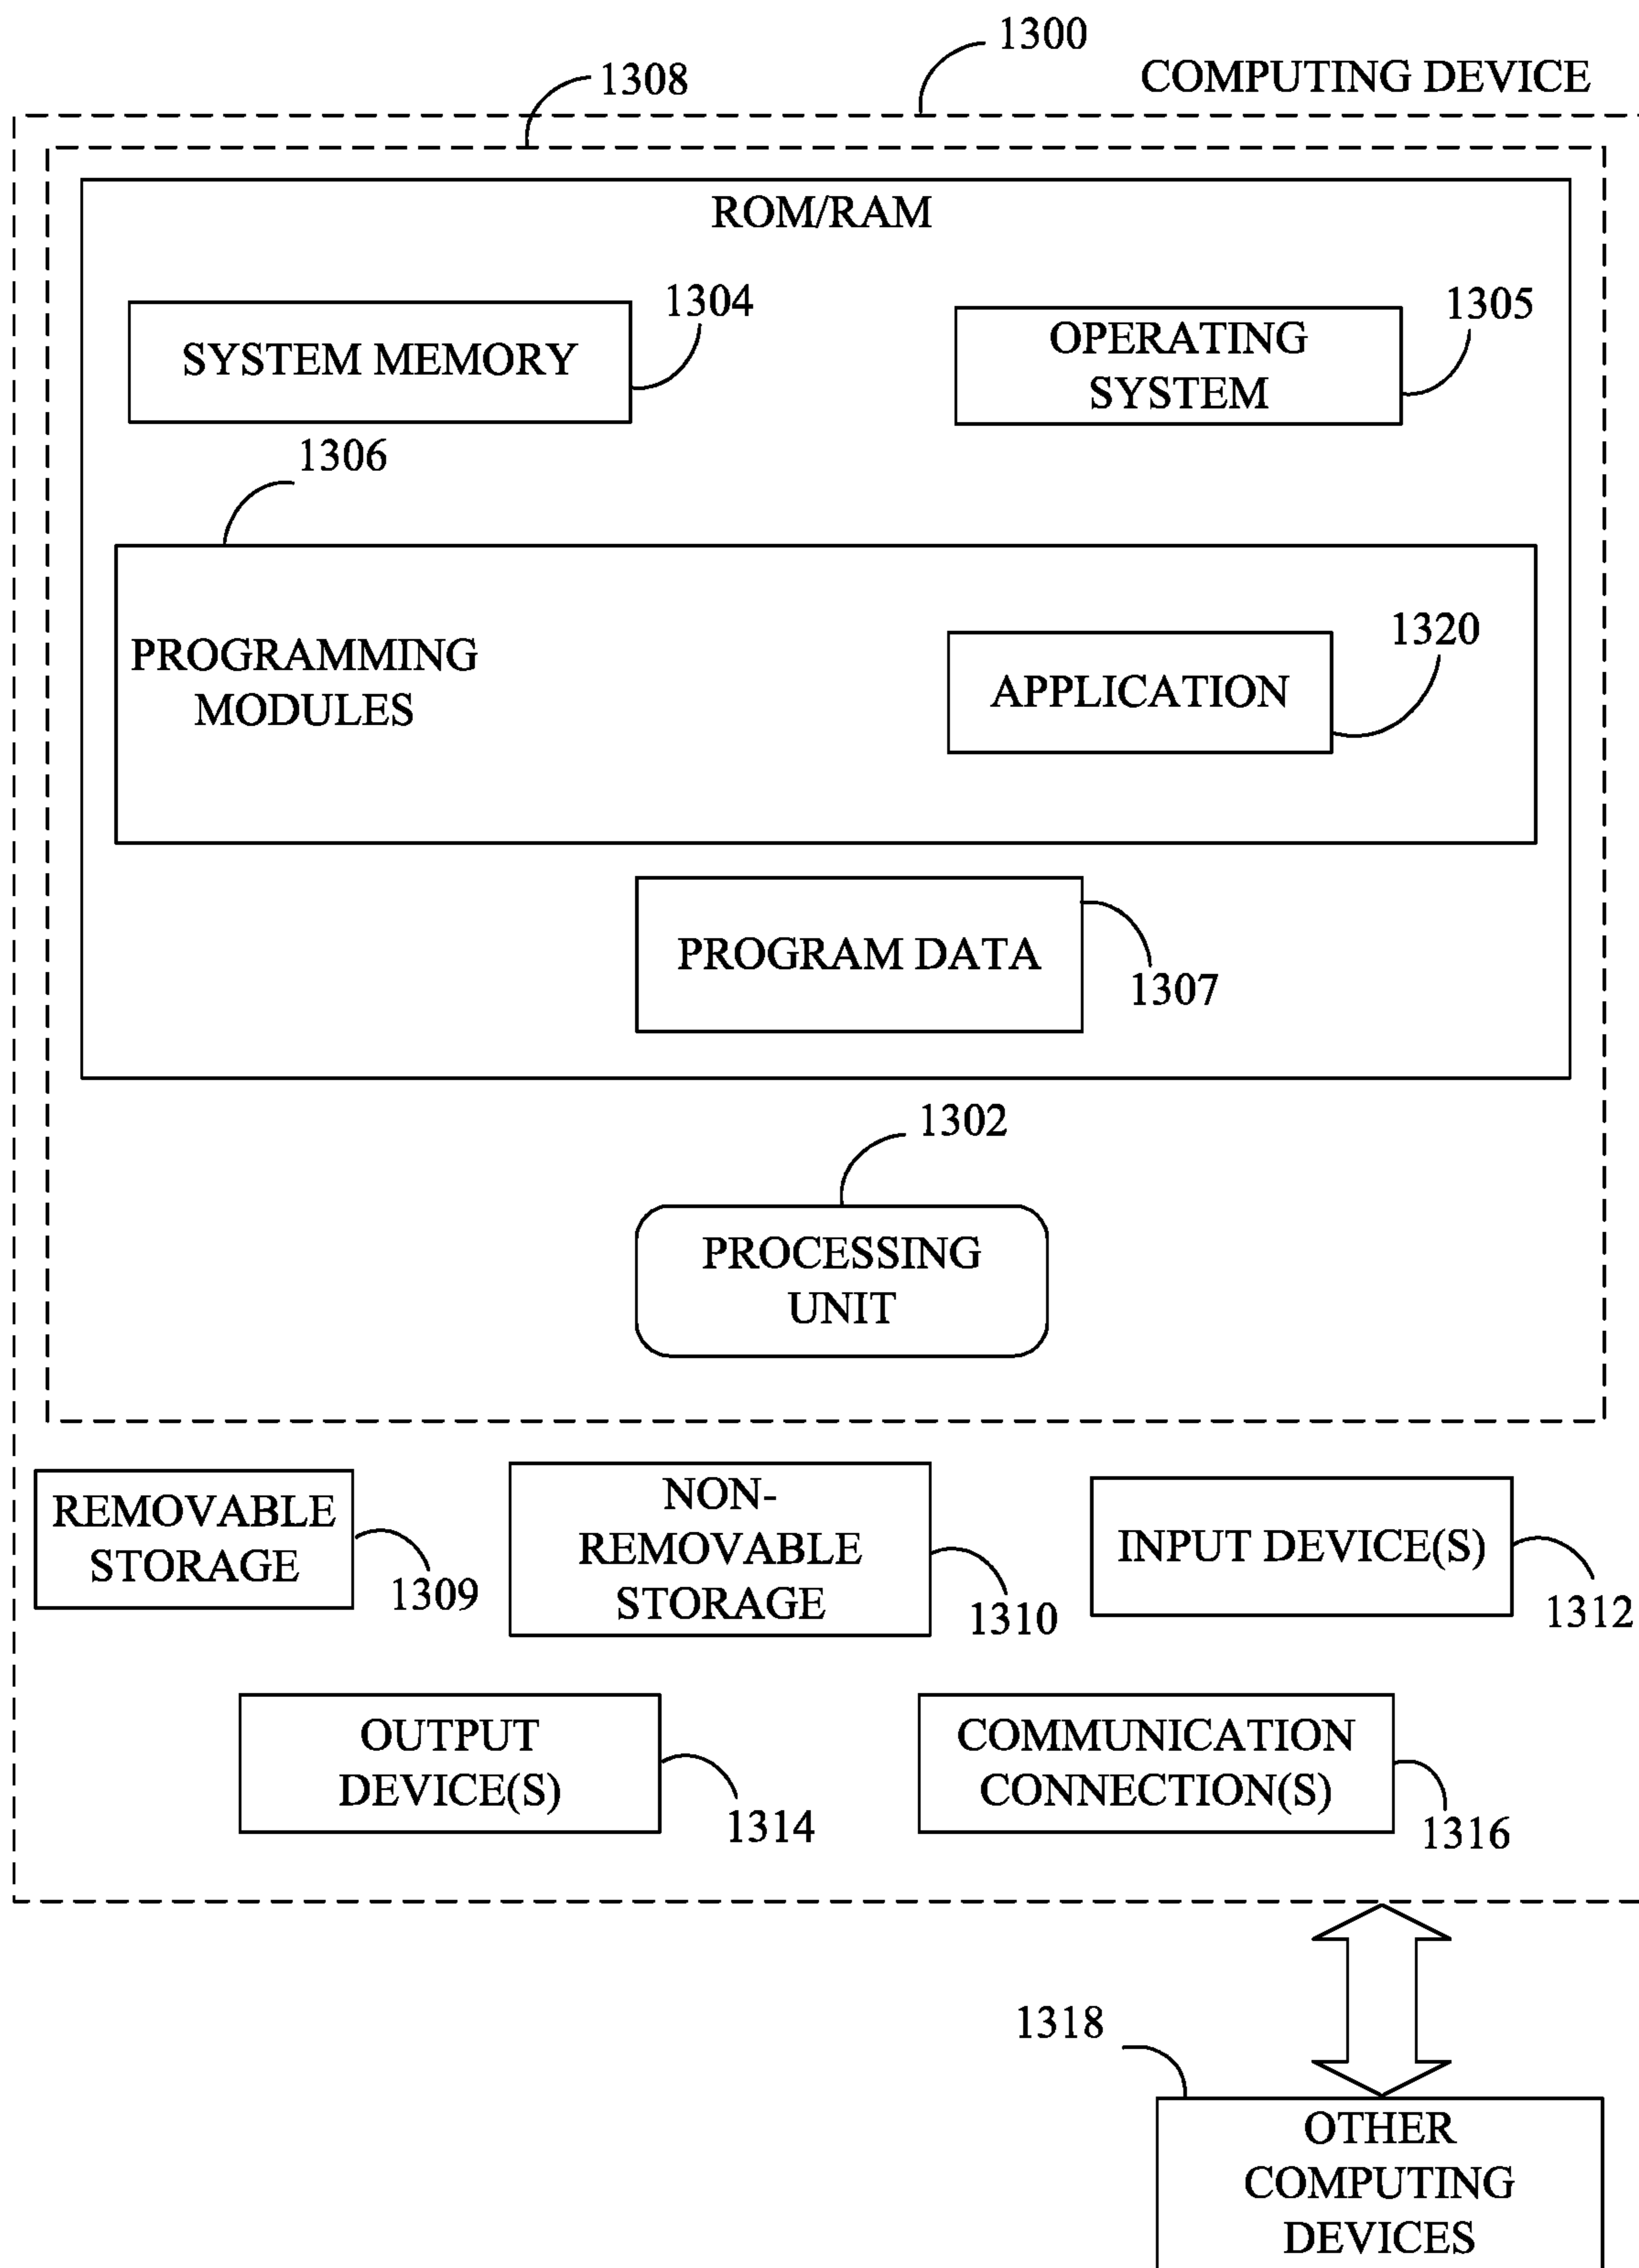 1300
COMPUTING DEVICE
1308
ROM/RAM
1304
SYSTEM MEMORY
1305
OPERATING
SYSTEM
1306
PROGRAMMING
MODULES
1320
APPLICATION
PROGRAM DATA
1307
1302
PROCESSING
UNIT
REMOVABLE
STORAGE
1309
NON-
REMOVABLE
STORAGE
1310
INPUT DEVICE(S)
1312
OUTPUT
DEVICE(S)
1314
COMMUNICATION
CONNECTION(S)
1316
1318
OTHER
COMPUTING
DEVICES